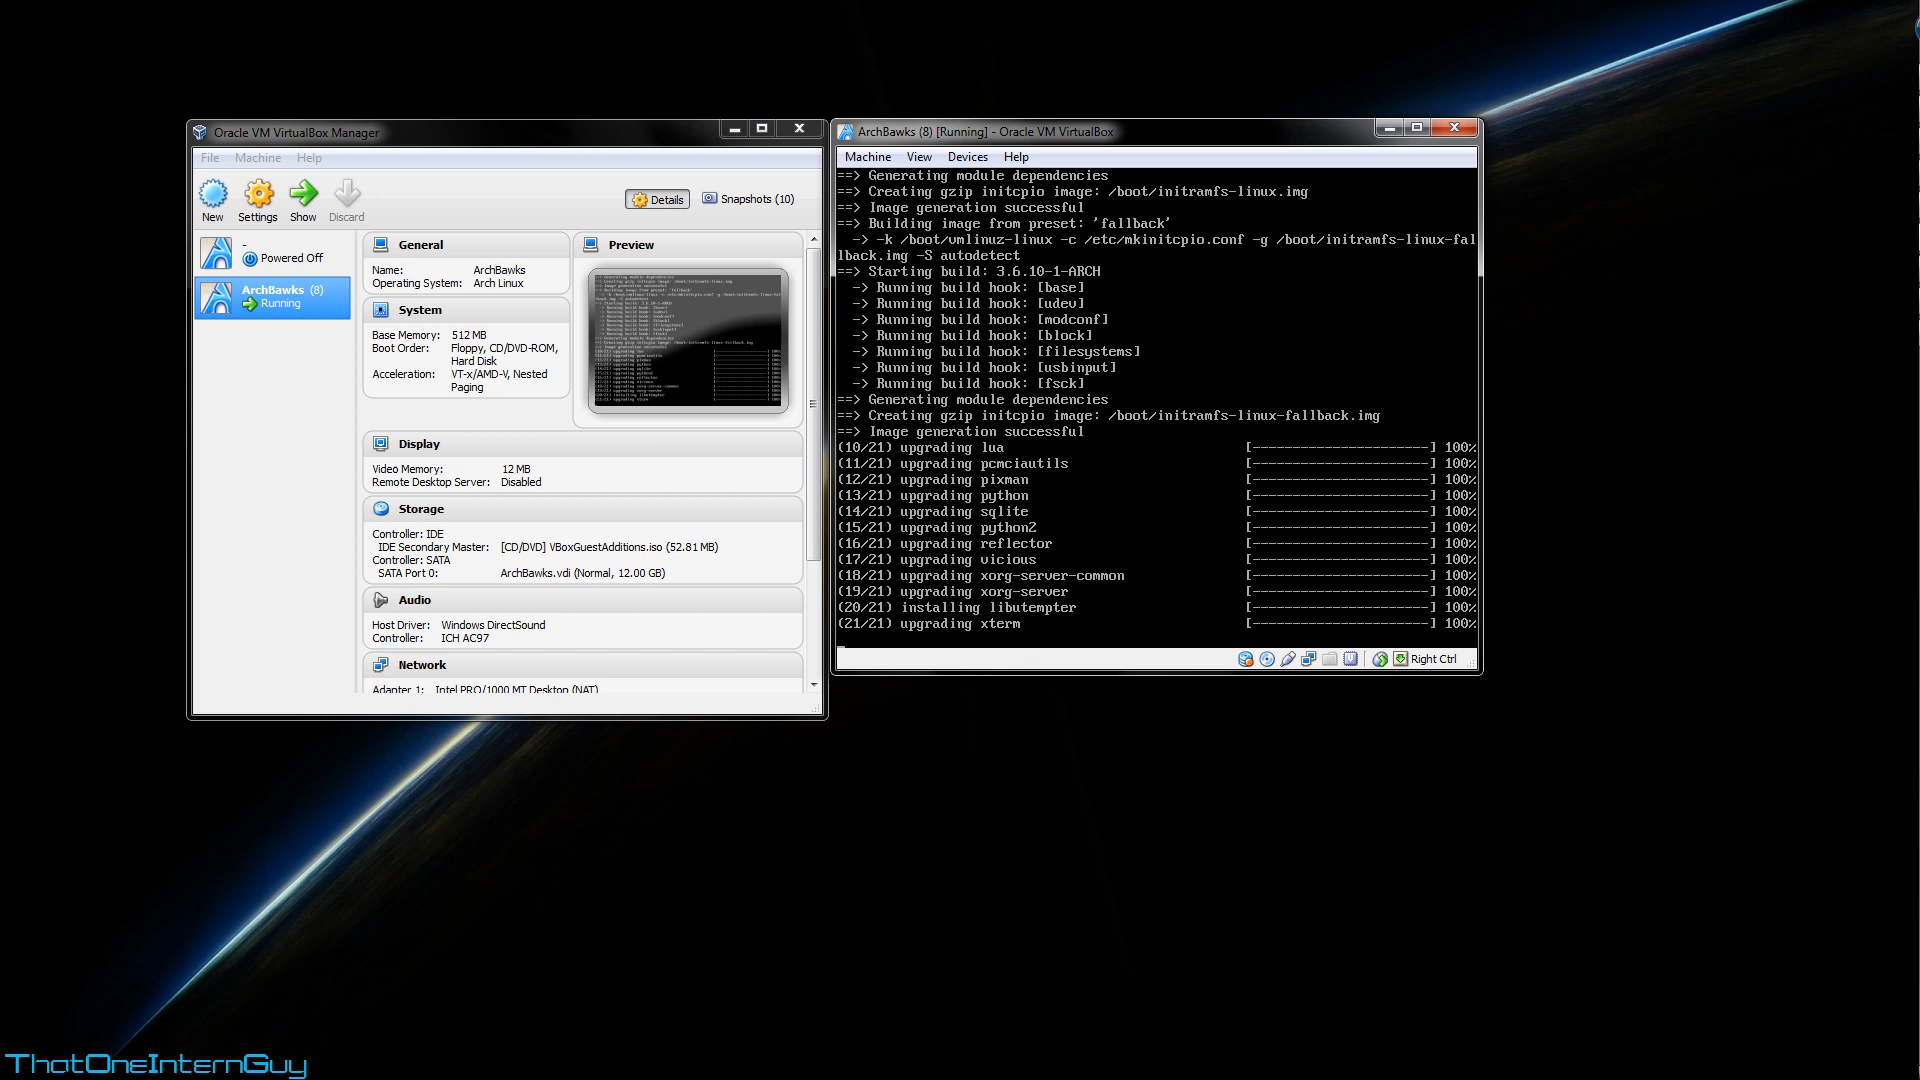 Oracle VM VirtualBox Manager
File Machine Help
New Settings Show Discard
Details
Snapshots (10)
-
Powered Off
ArchBawks (8)
Running
General
Name: ArchBawks
Operating System: Arch Linux
System
Base Memory: 512 MB
Boot Order: Floppy, CD/DVD-ROM,
Hard Disk
Acceleration: VT-x/AMD-V, Nested
Paging
Preview
Display
Video Memory: 12 MB
Remote Desktop Server: Disabled
Storage
Controller: IDE
IDE Secondary Master: [CD/DVD] VBoxGuestAdditions.iso (52.81 MB)
Controller: SATA
SATA Port 0: ArchBawks.vdi (Normal, 12.00 GB)
Audio
Host Driver: Windows DirectSound
Controller: ICH AC97
Network
Adapter 1: Intel PRO/1000 MT Desktop (NAT)
ArchBawks (8) [Running] - Oracle VM VirtualBox
Machine View Devices Help
==> Generating module dependencies
==> Creating gzip initcpio image: /boot/initramfs-linux.img
==> Image generation successful
==> Building image from preset: 'fallback'
-> -k /boot/vmlinuz-linux -c /etc/mkinitcpio.conf -g /boot/initramfs-linux-fal
lback.img -S autodetect
==> Starting build: 3.6.10-1-ARCH
-> Running build hook: [base]
-> Running build hook: [udev]
-> Running build hook: [modconf]
-> Running build hook: [block]
-> Running build hook: [filesystems]
-> Running build hook: [usbinput]
-> Running build hook: [fsck]
==> Generating module dependencies
==> Creating gzip initcpio image: /boot/initramfs-linux-fallback.img
==> Image generation successful
(10/21) upgrading lua [----------------------] 100%
(11/21) upgrading pcmciautils [----------------------] 100%
(12/21) upgrading pixman [----------------------] 100%
(13/21) upgrading python [----------------------] 100%
(14/21) upgrading sqlite [----------------------] 100%
(15/21) upgrading python2 [----------------------] 100%
(16/21) upgrading reflector [----------------------] 100%
(17/21) upgrading vicious [----------------------] 100%
(18/21) upgrading xorg-server-common [----------------------] 100%
(19/21) upgrading xorg-server [----------------------] 100%
(20/21) installing libutempter [----------------------] 100%
(21/21) upgrading xterm [----------------------] 100%
Right Ctrl
ThatOneInternGuy